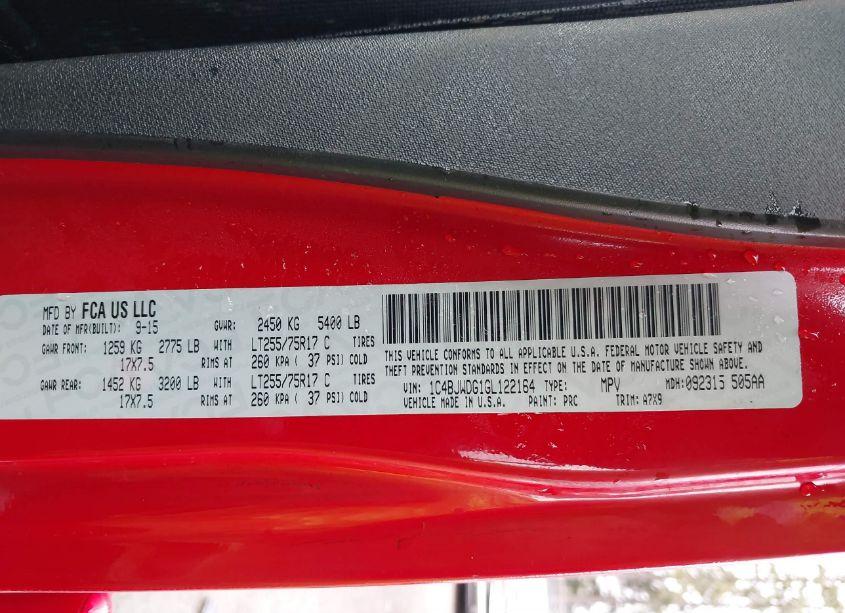 MFD BY FCA US LLC
DATE OF MFR(BUILT): 9-15 GVWR: 2450 KG 5400 LB
GAWR FRONT: 1259 KG 2775 LB WITH LT255/75R17 C TIRES
17X7.5 RIMS AT 260 KPA ( 37 PSI) COLD
GAWR REAR: 1452 KG 3200 LB WITH LT255/75R17 C TIRES
17X7.5 RIMS AT 260 KPA ( 37 PSI) COLD
THIS VEHICLE CONFORMS TO ALL APPLICABLE U.S.A. FEDERAL MOTOR VEHICLE SAFETY AND
THEFT PREVENTION STANDARDS IN EFFECT ON THE DATE OF MANUFACTURE SHOWN ABOVE.
VIN: 1C4BJWDG1GL122164 TYPE: MPV MDH: 092315 505AA
VEHICLE MADE IN U.S.A. PAINT: PRC TRIM: A7X9